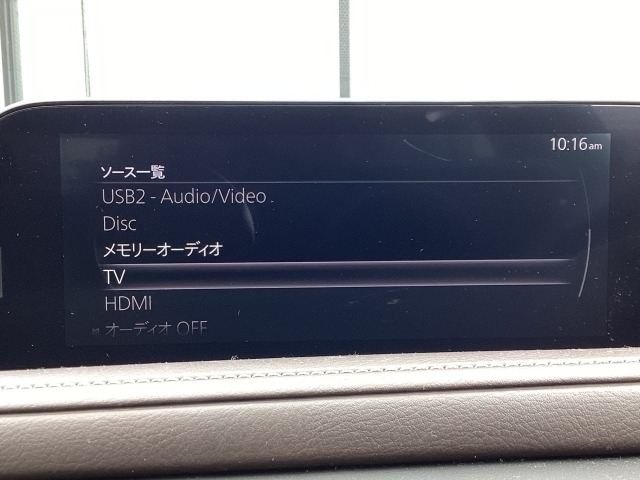 10:16am
ソース一覧
USB2 - Audio/Video
Disc
メモリーオーディオ
TV
HDMI
オーディオ OFF